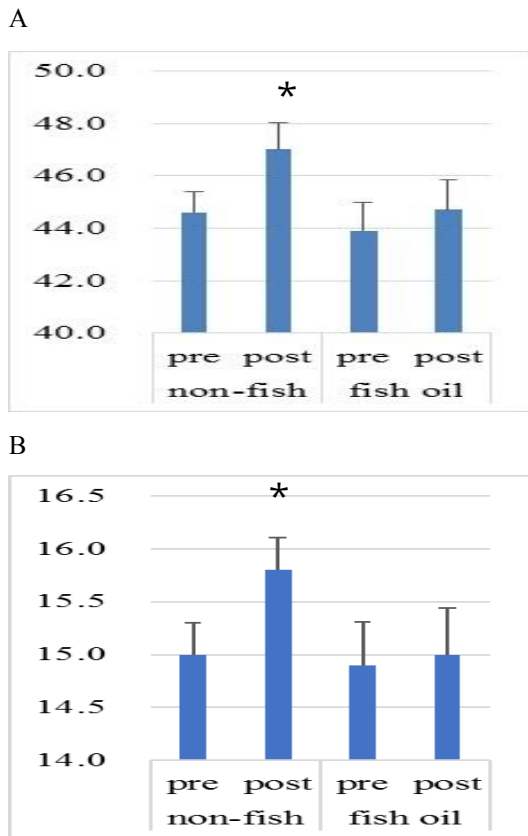 A
50.0
*
48.0
46.0
44.0
42.0
40.0
pre post pre post
non-fish fish oil
B
16.5
*
16.0
15.5
15.0
14.5
14.0
pre post pre post
non-fish fish oil